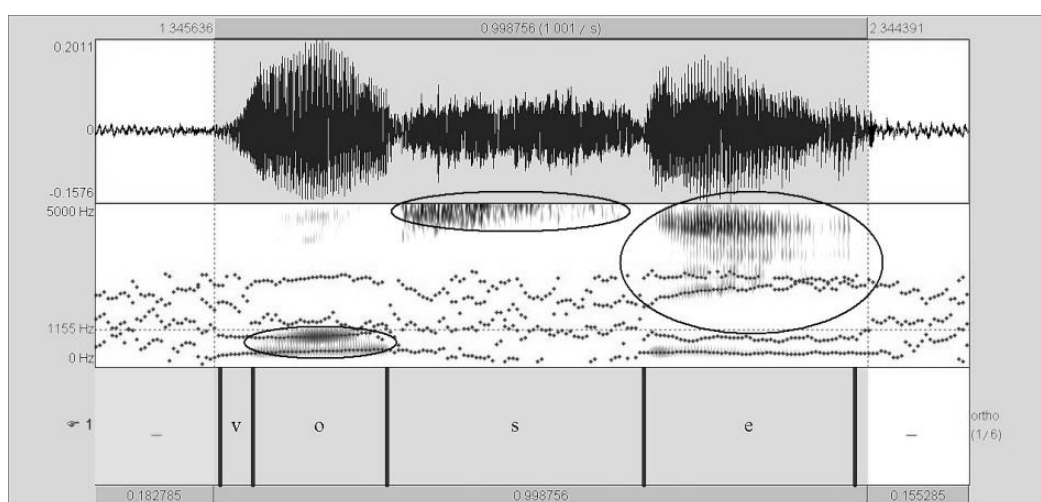 1.345636 0.998756 (1.001 / s) 2.344391
0.2011
0
-0.1576
5000 Hz
1155 Hz
0 Hz
☞ 1 – v o s e – ortho
(1/6)
0.182785 0.998756 0.155285